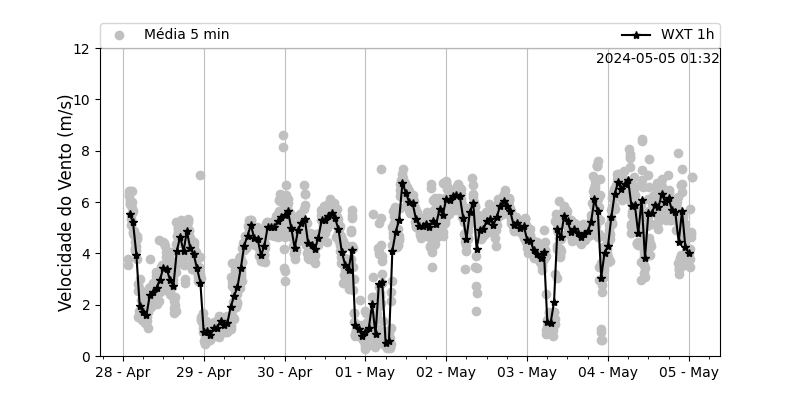 Média 5 min
WXT 1h
2024-05-05 01:32
Velocidade do Vento (m/s)
12
10
8
6
4
2
0
28 - Apr
29 - Apr
30 - Apr
01 - May
02 - May
03 - May
04 - May
05 - May